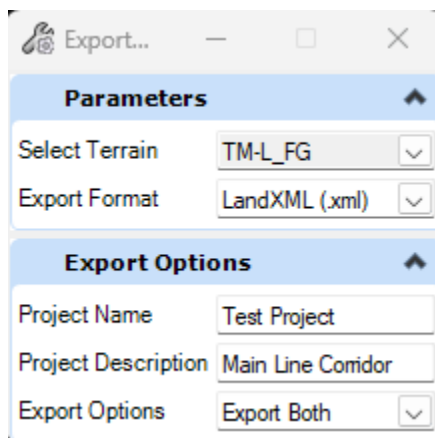 Export...
Parameters
Select Terrain TM-L_FG
Export Format LandXML (.xml)
Export Options
Project Name Test Project
Project Description Main Line Corridor
Export Options Export Both